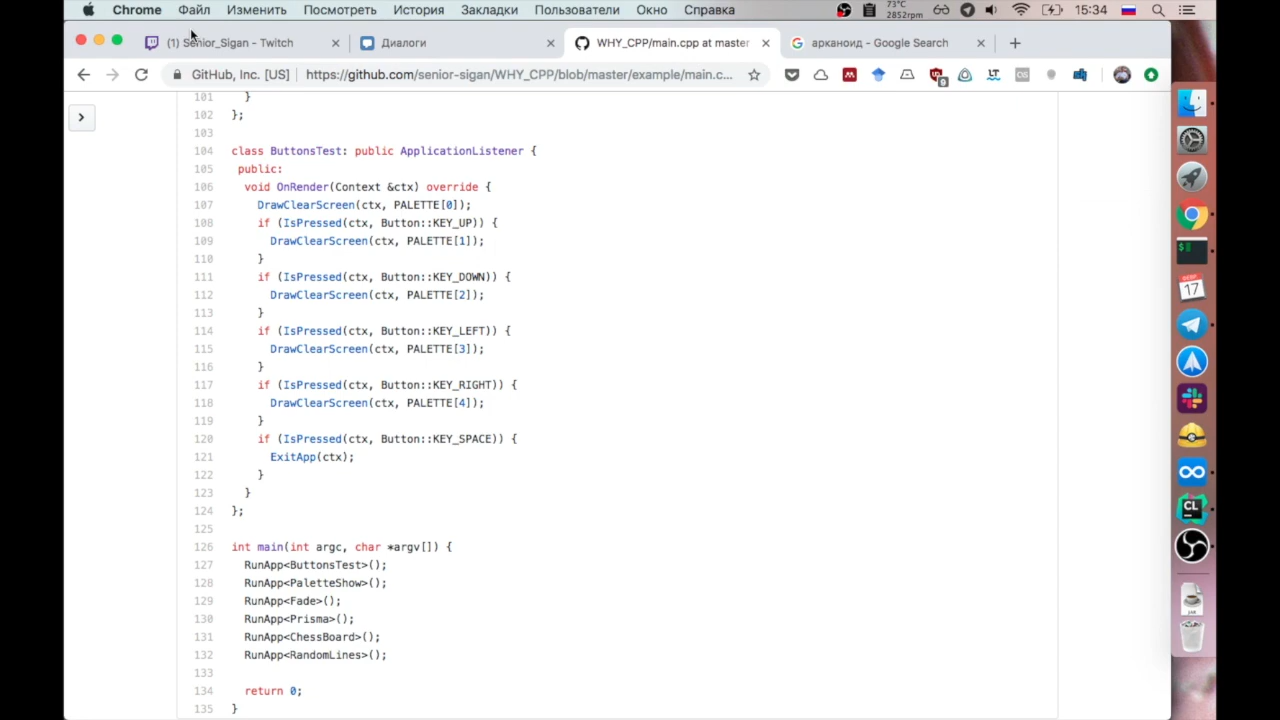 Chrome Файл Изменить Посмотреть История Закладки Пользователи Окно Справка 73°C 2852rpm 15:34
(1) Senior_Sigan - Twitch Диалоги WHY_CPP/main.cpp at master арканоид - Google Search
GitHub, Inc. [US] https://github.com/senior-sigan/WHY_CPP/blob/master/example/main.c...
101 }
102 };
103
104 class ButtonsTest: public ApplicationListener {
105 public:
106 void OnRender(Context &ctx) override {
107 DrawClearScreen(ctx, PALETTE[0]);
108 if (IsPressed(ctx, Button::KEY_UP)) {
109 DrawClearScreen(ctx, PALETTE[1]);
110 }
111 if (IsPressed(ctx, Button::KEY_DOWN)) {
112 DrawClearScreen(ctx, PALETTE[2]);
113 }
114 if (IsPressed(ctx, Button::KEY_LEFT)) {
115 DrawClearScreen(ctx, PALETTE[3]);
116 }
117 if (IsPressed(ctx, Button::KEY_RIGHT)) {
118 DrawClearScreen(ctx, PALETTE[4]);
119 }
120 if (IsPressed(ctx, Button::KEY_SPACE)) {
121 ExitApp(ctx);
122 }
123 }
124 };
125
126 int main(int argc, char *argv[]) {
127 RunApp<ButtonsTest>();
128 RunApp<PaletteShow>();
129 RunApp<Fade>();
130 RunApp<Prisma>();
131 RunApp<ChessBoard>();
132 RunApp<RandomLines>();
133
134 return 0;
135 }
9
LT
17
CL